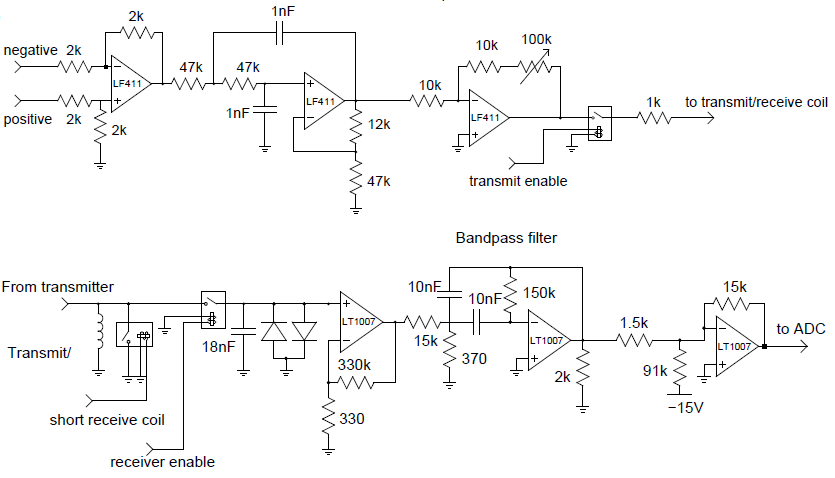 1nF
2k
negative 2k
47k
47k
LF411
positive 2k
2k
1nF
LF411
12k
47k
10k
10k
100k
LF411
1k
to transmit/receive coil
transmit enable
Bandpass filter
From transmitter
Transmit/
short receive coil
receiver enable
18nF
LT1007
330k
330
10nF
15k
370
10nF
150k
LT1007
2k
1.5k
91k
−15V
15k
LT1007
to ADC